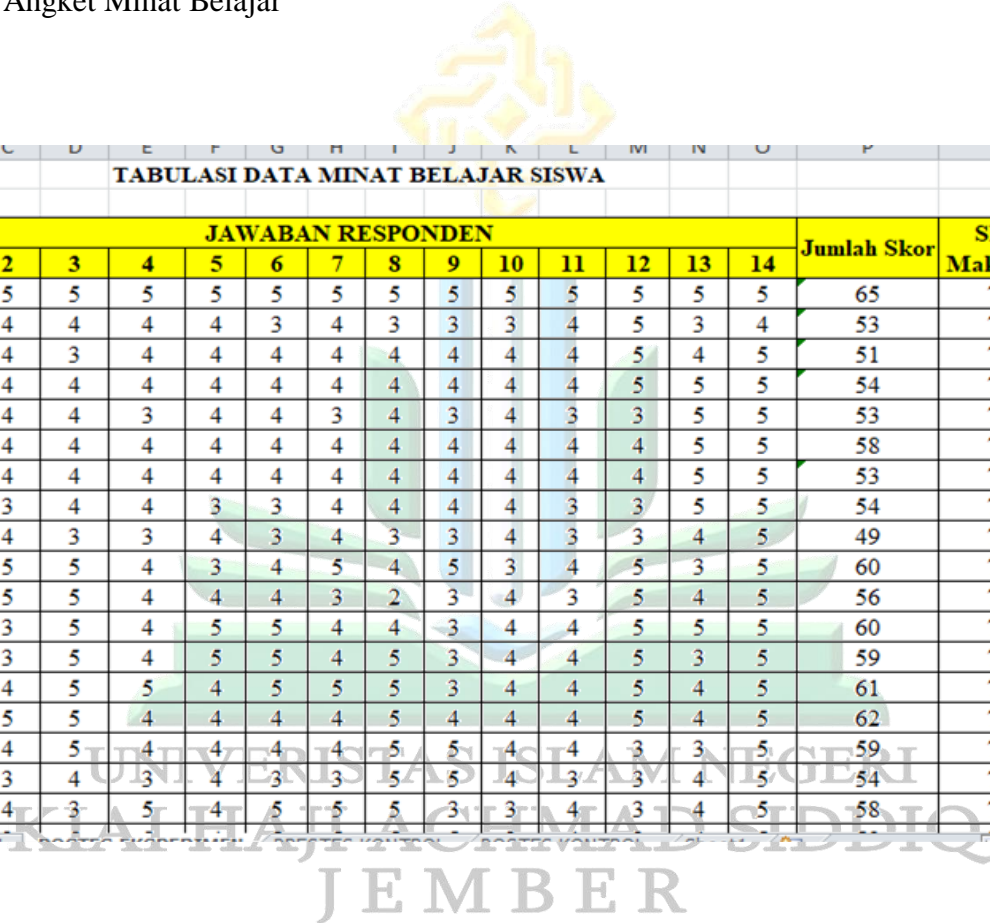 Angket Minat Belajar
C D E F G H I J K L M N O P
TABULASI DATA MINAT BELAJAR SISWA
JAWABAN RESPONDEN Jumlah Skor
2 3 4 5 6 7 8 9 10 11 12 13 14
5 5 5 5 5 5 5 5 5 5 5 5 5 65
4 4 4 4 3 4 3 3 3 4 5 3 4 53
4 3 4 4 4 4 4 4 4 4 5 4 5 51
4 4 4 4 4 4 4 4 4 4 5 5 5 54
4 4 3 4 4 3 4 3 4 3 3 5 5 53
4 4 4 4 4 4 4 4 4 4 4 5 5 58
4 4 4 4 4 4 4 4 4 4 4 5 5 53
3 4 4 3 3 4 4 4 4 3 3 5 5 54
4 3 3 4 3 4 3 3 4 3 3 4 5 49
5 5 4 3 4 5 4 5 3 4 5 3 5 60
5 5 4 4 4 3 2 3 4 3 5 4 5 56
3 5 4 5 5 4 4 3 4 4 5 5 5 60
3 5 4 5 5 4 5 3 4 4 5 3 5 59
4 5 5 4 5 5 5 3 4 4 5 4 5 61
5 5 4 4 4 4 5 4 4 4 5 4 5 62
4 5 4 4 4 4 5 5 4 4 3 3 5 59
3 4 3 4 3 3 5 5 4 3 3 4 5 54
4 3 5 4 5 5 5 3 3 4 3 4 5 58
UNIVERISTAS ISLAM NEGERI
KIAI HAJI ACHMAD SIDDIQ
JEMBER